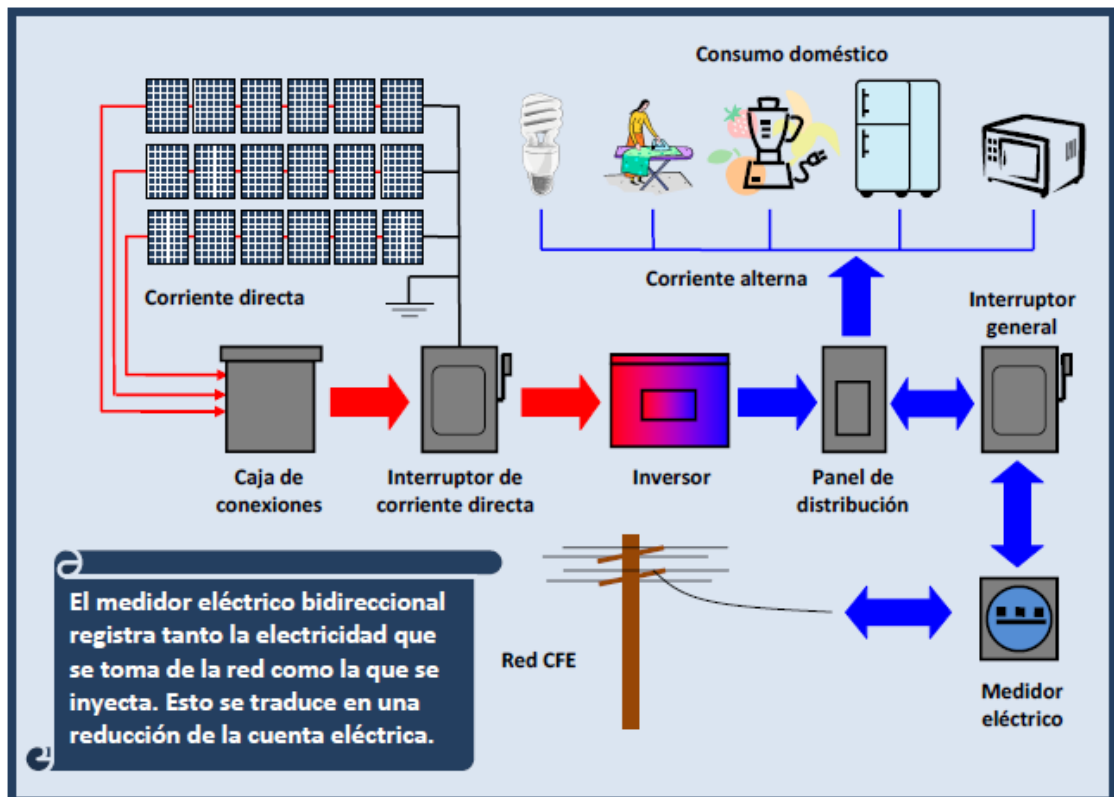 Consumo doméstico
Corriente directa
Corriente alterna
Interruptor
general
Caja de
conexiones
Interruptor de
corriente directa
Inversor
Panel de
distribución
El medidor eléctrico bidireccional
registra tanto la electricidad que
se toma de la red como la que se
inyecta. Esto se traduce en una
reducción de la cuenta eléctrica.
Red CFE
Medidor
eléctrico